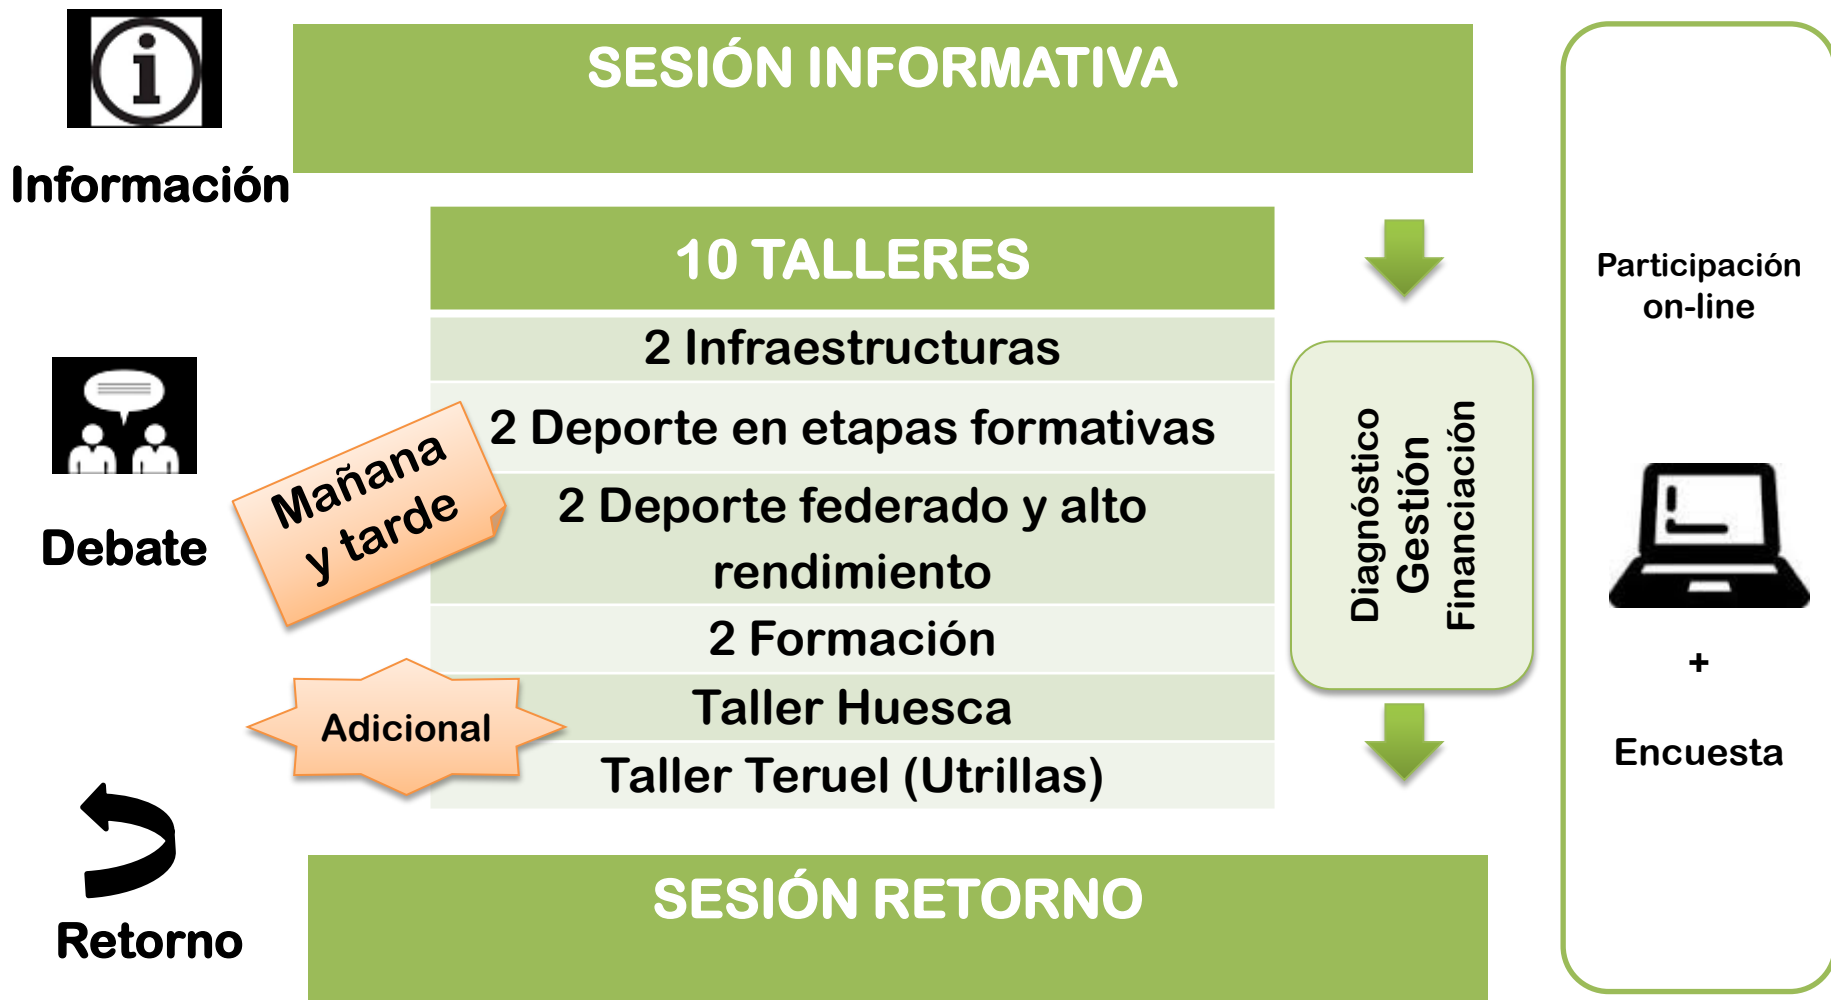 SESIÓN INFORMATIVA
Información
10 TALLERES
2 Infraestructuras
2 Deporte en etapas formativas
2 Deporte federado y alto
rendimiento
2 Formación
Taller Huesca
Taller Teruel (Utrillas)
Mañana
y tarde
Adicional
Debate
Diagnóstico
Gestión
Financiación
Retorno
SESIÓN RETORNO
Participación
on-line
+
Encuesta